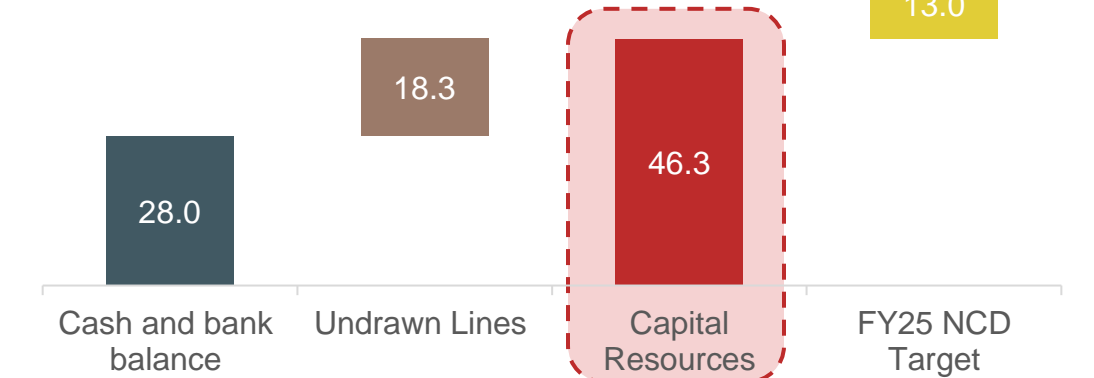 13.0
18.3
46.3
28.0
Cash and bank
balance
Undrawn Lines
Capital
Resources
FY25 NCD
Target